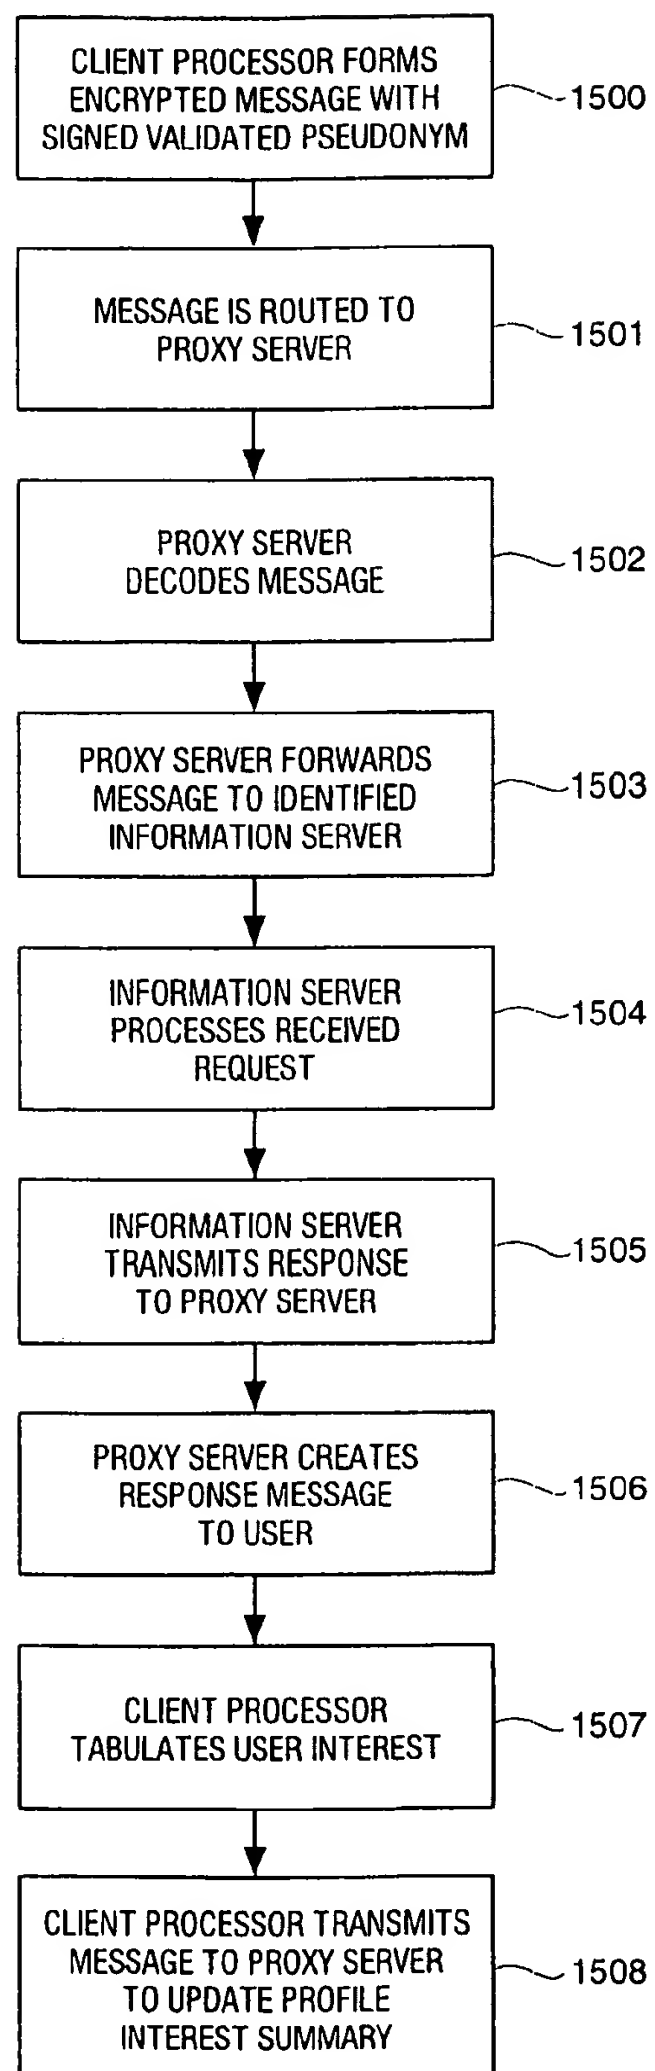 CLIENT PROCESSOR FORMS
ENCRYPTED MESSAGE WITH
SIGNED VALIDATED PSEUDONYM
1500
MESSAGE IS ROUTED TO
PROXY SERVER
1501
PROXY SERVER
DECODES MESSAGE
1502
PROXY SERVER FORWARDS
MESSAGE TO IDENTIFIED
INFORMATION SERVER
1503
INFORMATION SERVER
PROCESSES RECEIVED
REQUEST
1504
INFORMATION SERVER
TRANSMITS RESPONSE
TO PROXY SERVER
1505
PROXY SERVER CREATES
RESPONSE MESSAGE
TO USER
1506
CLIENT PROCESSOR
TABULATES USER INTEREST
1507
CLIENT PROCESSOR TRANSMITS
MESSAGE TO PROXY SERVER
TO UPDATE PROFILE
INTEREST SUMMARY
1508